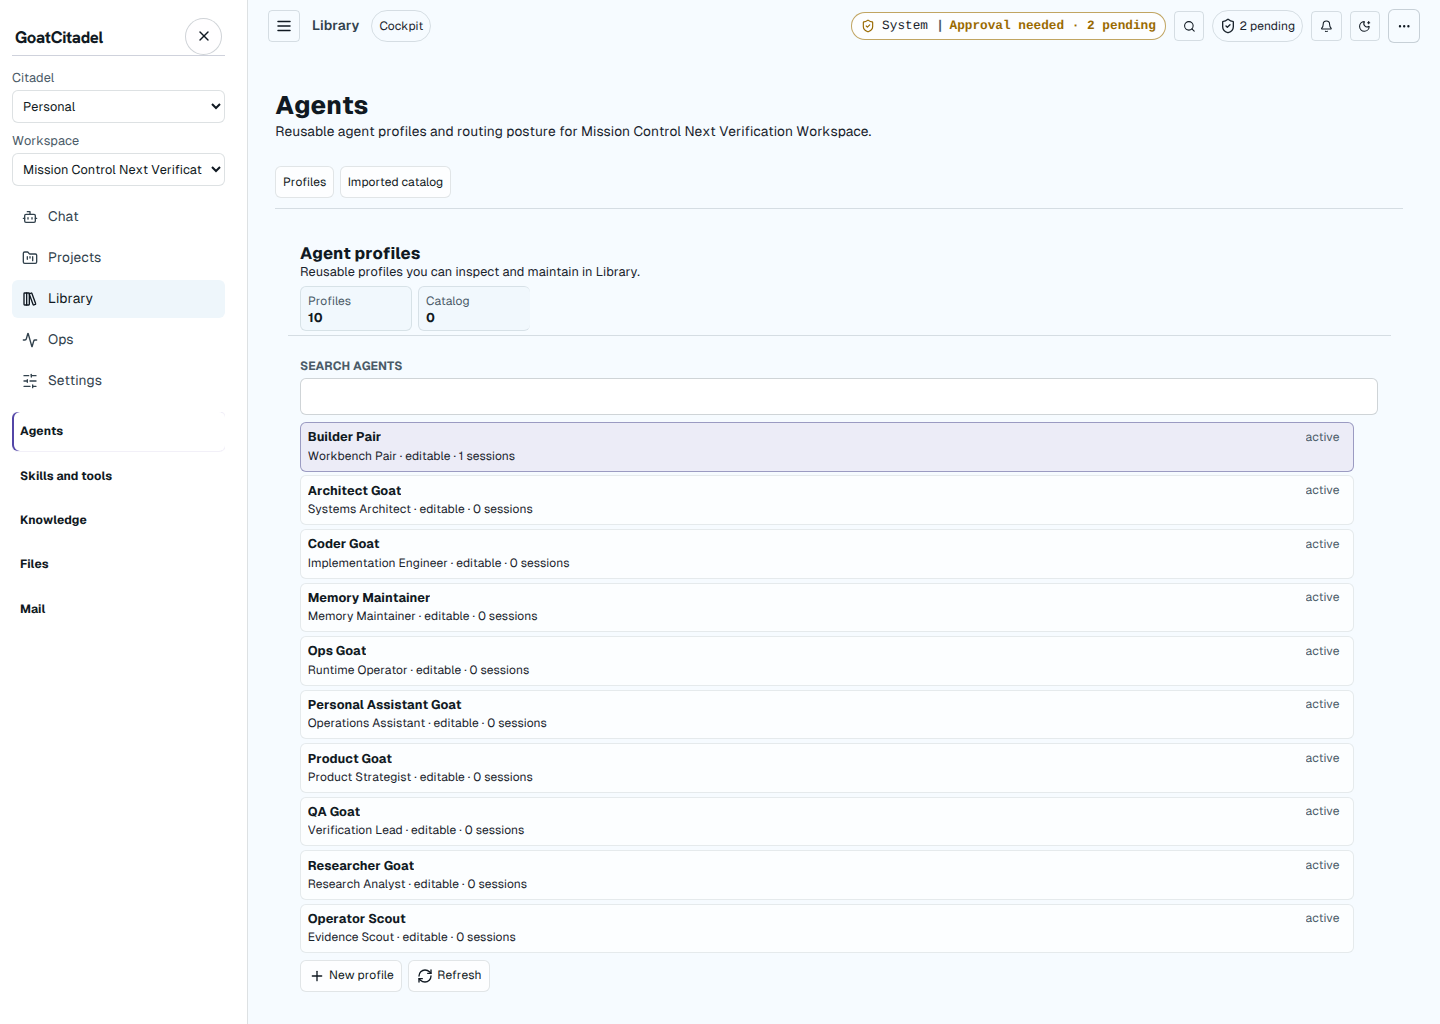 GoatCitadel
Citadel
Personal
Workspace
Mission Control Next Verificat
Chat
Projects
Library
Ops
Settings
Agents
Skills and tools
Knowledge
Files
Mail
Library
Cockpit
System | Approval needed · 2 pending
2 pending
Agents
Reusable agent profiles and routing posture for Mission Control Next Verification Workspace.
Profiles
Imported catalog
Agent profiles
Reusable profiles you can inspect and maintain in Library.
Profiles
10
Catalog
0
SEARCH AGENTS
Builder Pair
active
Workbench Pair · editable · 1 sessions
Architect Goat
active
Systems Architect · editable · 0 sessions
Coder Goat
active
Implementation Engineer · editable · 0 sessions
Memory Maintainer
active
Memory Maintainer · editable · 0 sessions
Ops Goat
active
Runtime Operator · editable · 0 sessions
Personal Assistant Goat
active
Operations Assistant · editable · 0 sessions
Product Goat
active
Product Strategist · editable · 0 sessions
QA Goat
active
Verification Lead · editable · 0 sessions
Researcher Goat
active
Research Analyst · editable · 0 sessions
Operator Scout
active
Evidence Scout · editable · 0 sessions
New profile
Refresh